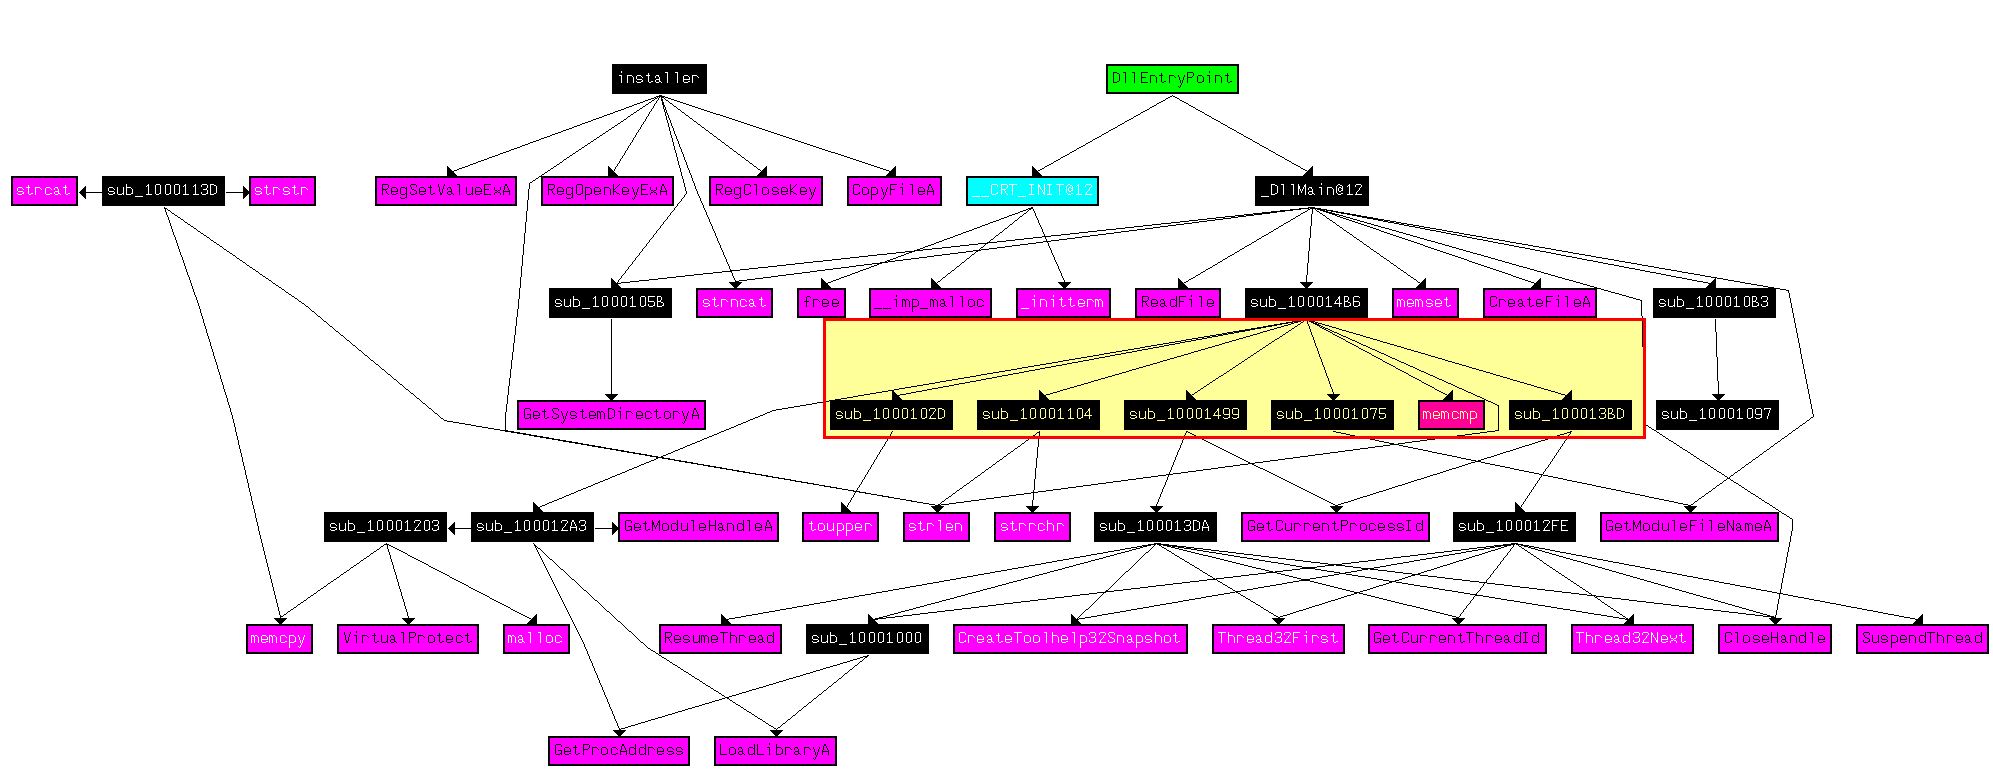 installer
DllEntryPoint
strcat
sub_1000113D
strstr
RegSetValueExA
RegOpenKeyExA
RegCloseKey
CopyFileA
__CRT_INIT@12
_DllMain@12
sub_1000105B
strncat
free
__imp_malloc
_initterm
ReadFile
sub_100014B6
memset
CreateFileA
sub_100010B3
GetSystemDirectoryA
sub_1000102D
sub_10001104
sub_10001499
sub_10001075
memcmp
sub_100013BD
sub_10001097
sub_10001203
sub_100012A3
GetModuleHandleA
toupper
strlen
strrchr
sub_100013DA
GetCurrentProcessId
sub_100012FE
GetModuleFileNameA
memcpy
VirtualProtect
malloc
ResumeThread
sub_10001000
CreateToolhelp32Snapshot
Thread32First
GetCurrentThreadId
Thread32Next
CloseHandle
SuspendThread
GetProcAddress
LoadLibraryA